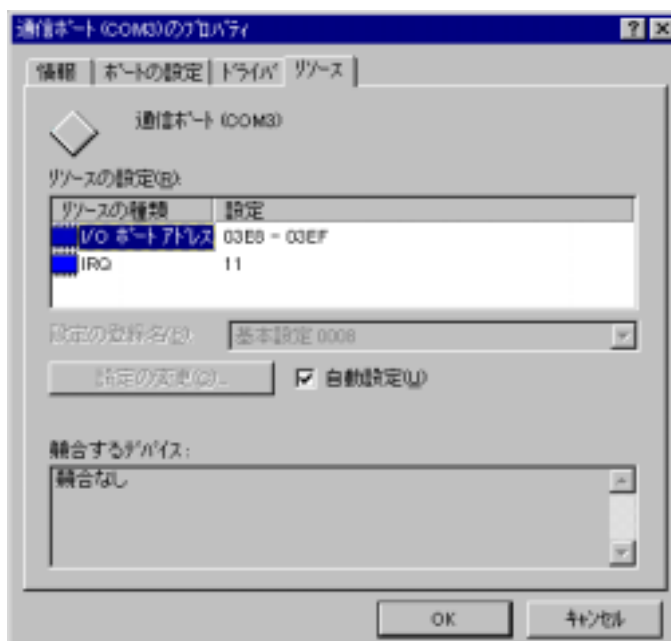 通信ポート(COM3)のプロパティ
情報 ポートの設定 ドライバ リソース
通信ポート (COM3)
リソースの設定(R):
リソースの種類 設定
I/O ポート アドレス 03E8 - 03EF
IRQ 11
設定の登録名(B): 基本設定 0008
設定の変更(C)... 自動設定(U)
競合するデバイス:
競合なし
OK キャンセル